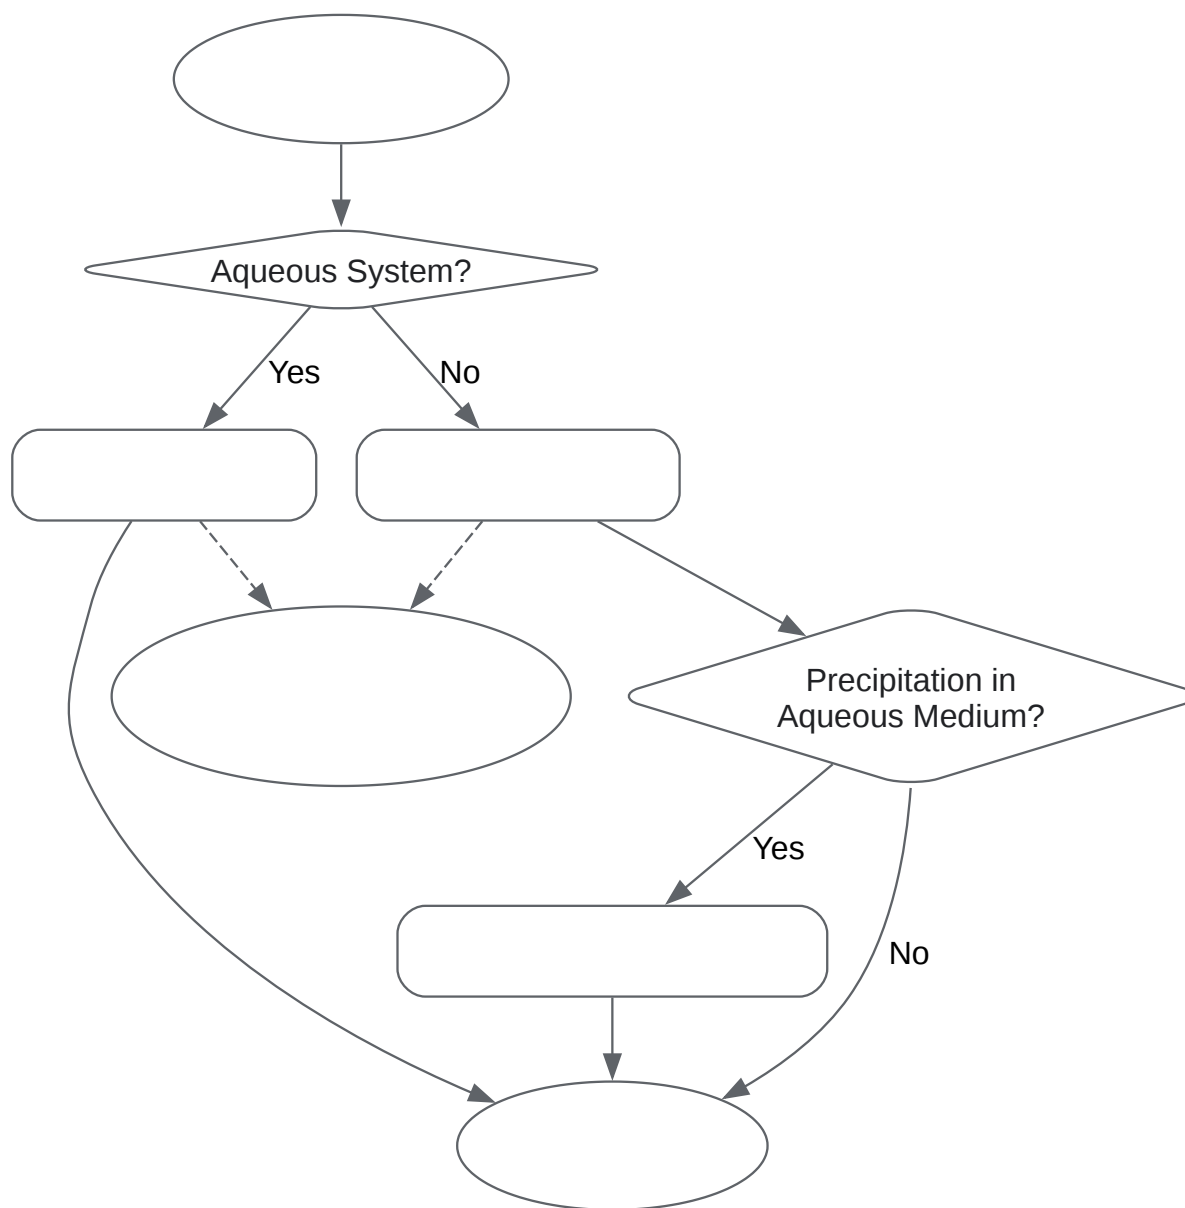 Aqueous System?
Yes
No
Precipitation in
Aqueous Medium?
Yes
No